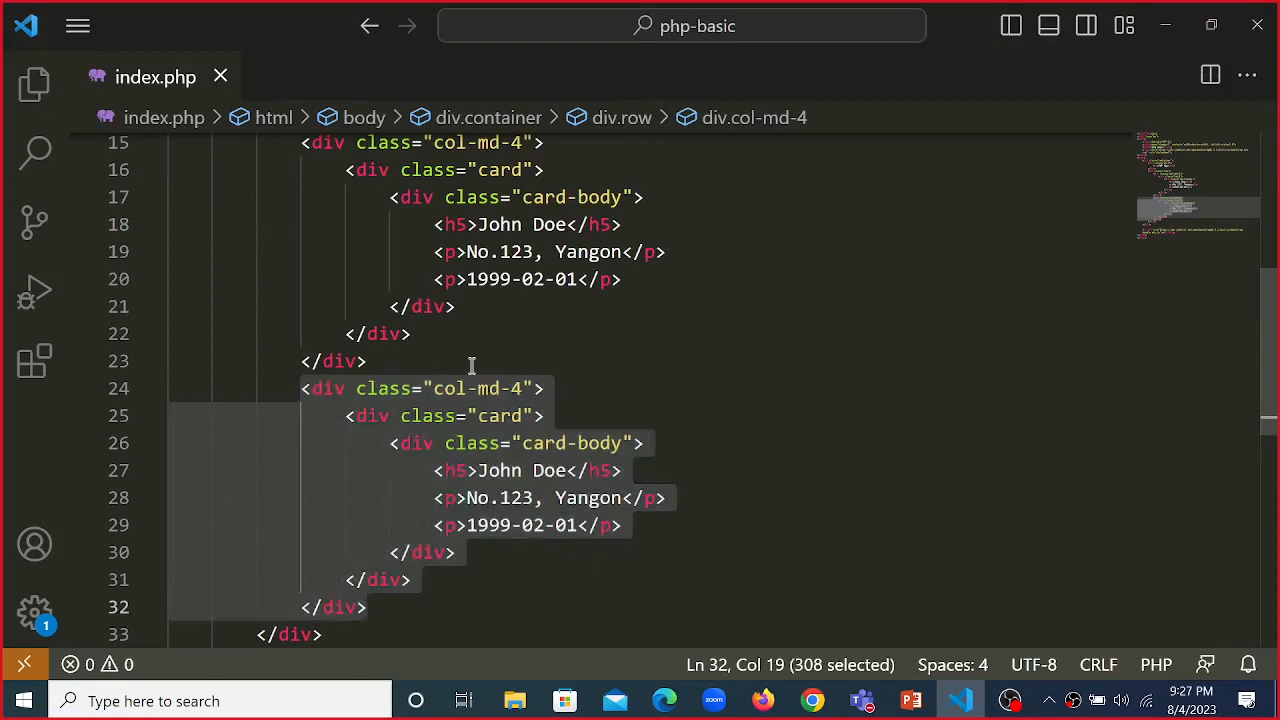 php-basic
index.php
index.php > html > body > div.container > div.row > div.col-md-4
15 <div class="col-md-4">
16 <div class="card">
17 <div class="card-body">
18 <h5>John Doe</h5>
19 <p>No.123, Yangon</p>
20 <p>1999-02-01</p>
21 </div>
22 </div>
23 </div>
24 <div class="col-md-4">
25 <div class="card">
26 <div class="card-body">
27 <h5>John Doe</h5>
28 <p>No.123, Yangon</p>
29 <p>1999-02-01</p>
30 </div>
31 </div>
32 </div>
33 </div>
1
0 0 Ln 32, Col 19 (308 selected) Spaces: 4 UTF-8 CRLF PHP
Type here to search
zoom
9:27 PM
8/4/2023